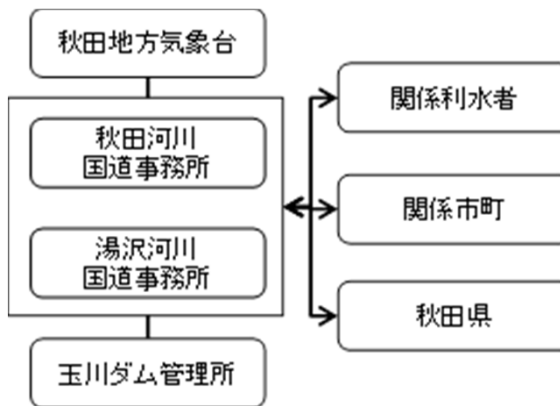 秋田地方気象台
秋田河川
国道事務所
湯沢河川
国道事務所
玉川ダム管理所
関係利水者
関係市町
秋田県